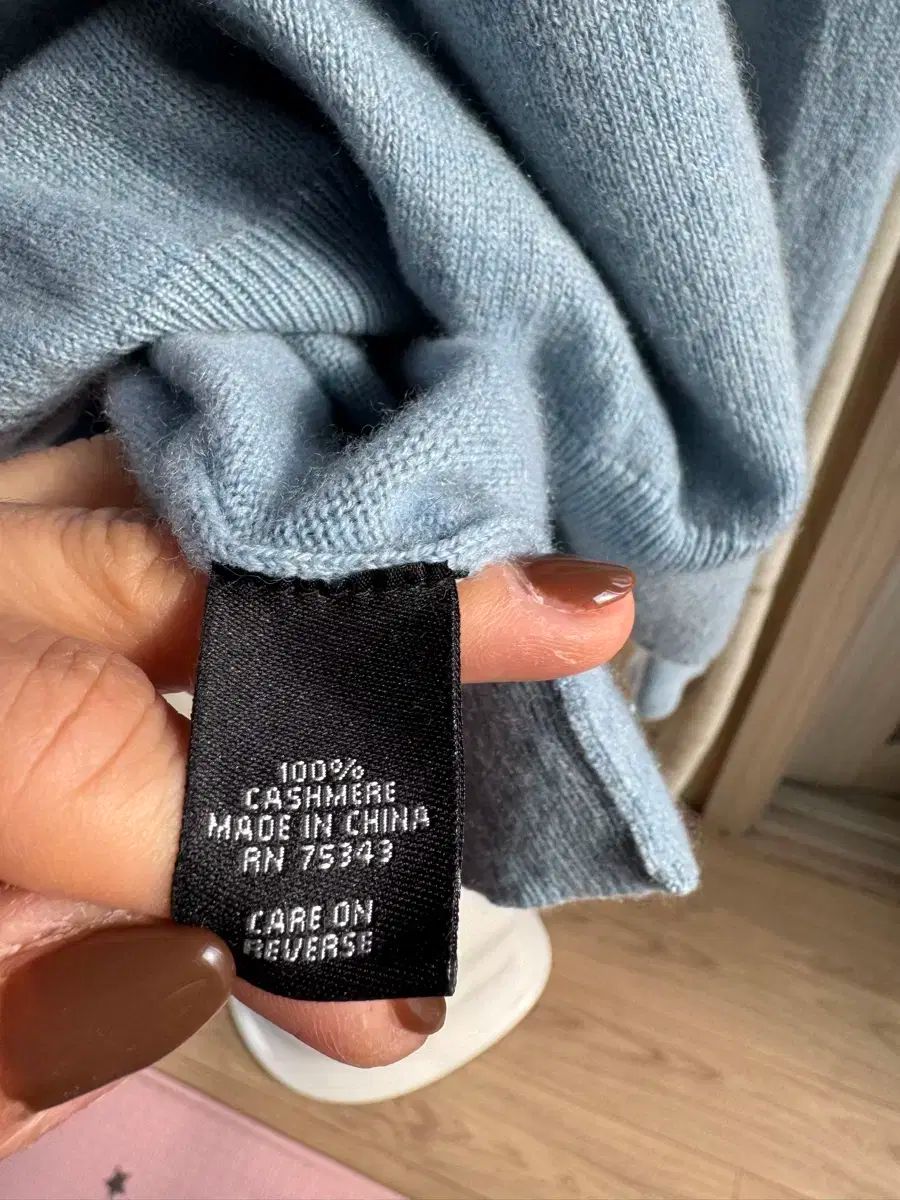 100%
CASHMERE
MADE IN CHINA
RN 75343
CARE ON
REVERSE